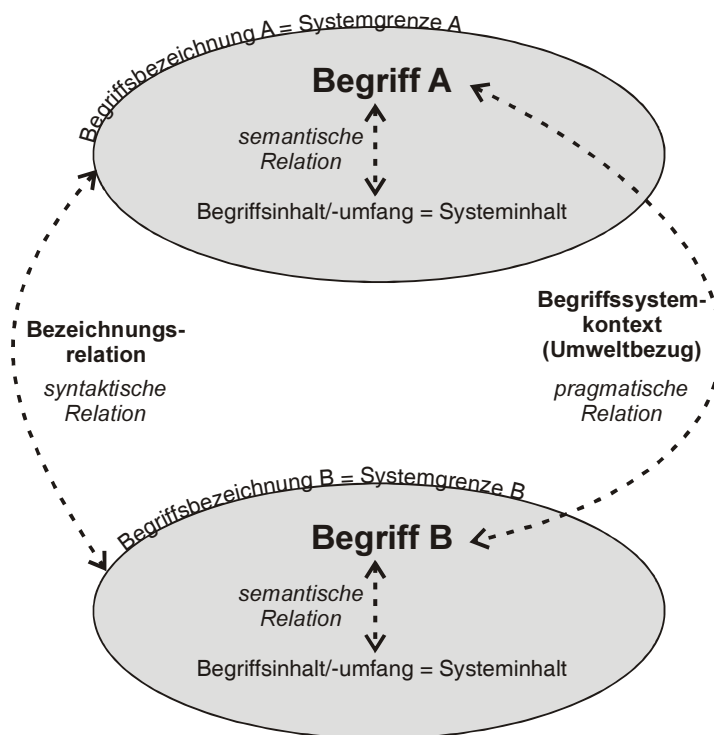 Begriffsbezeichnung A = Systemgrenze A
Begriff A
semantische
Relation
Begriffsinhalt/-umfang = Systeminhalt
Bezeichnungs-
relation
syntaktische
Relation
Begriffssystem-
kontext
(Umweltbezug)
pragmatische
Relation
Begriffsbezeichnung B = Systemgrenze B
Begriff B
semantische
Relation
Begriffsinhalt/-umfang = Systeminhalt